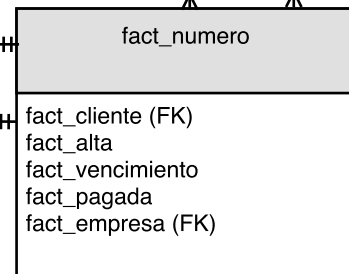 fact_numero
fact_cliente (FK)
fact_alta
fact_vencimiento
fact_pagada
fact_empresa (FK)